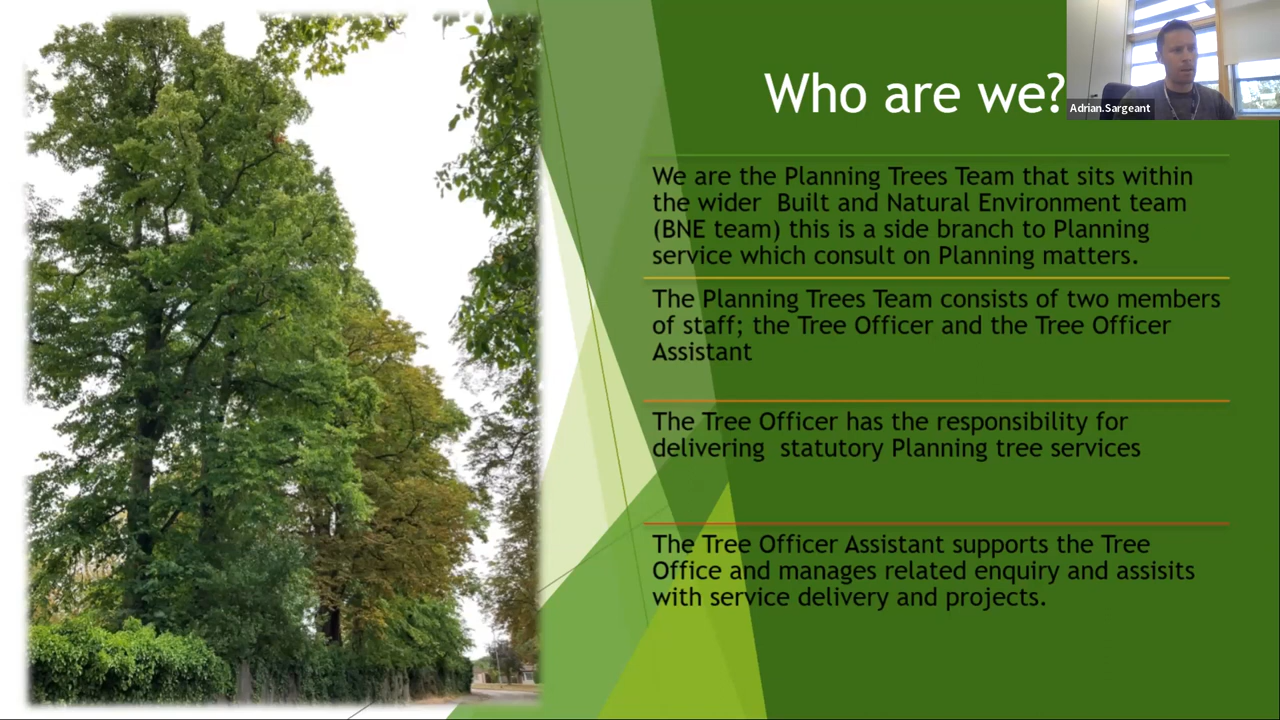 Who are we?
Adrian.Sargeant
We are the Planning Trees Team that sits within
the wider  Built and Natural Environment team
(BNE team) this is a side branch to Planning
service which consult on Planning matters.
The Planning Trees Team consists of two members
of staff; the Tree Officer and the Tree Officer
Assistant
The Tree Officer has the responsibility for
delivering  statutory Planning tree services
The Tree Officer Assistant supports the Tree
Office and manages related enquiry and assisits
with service delivery and projects.